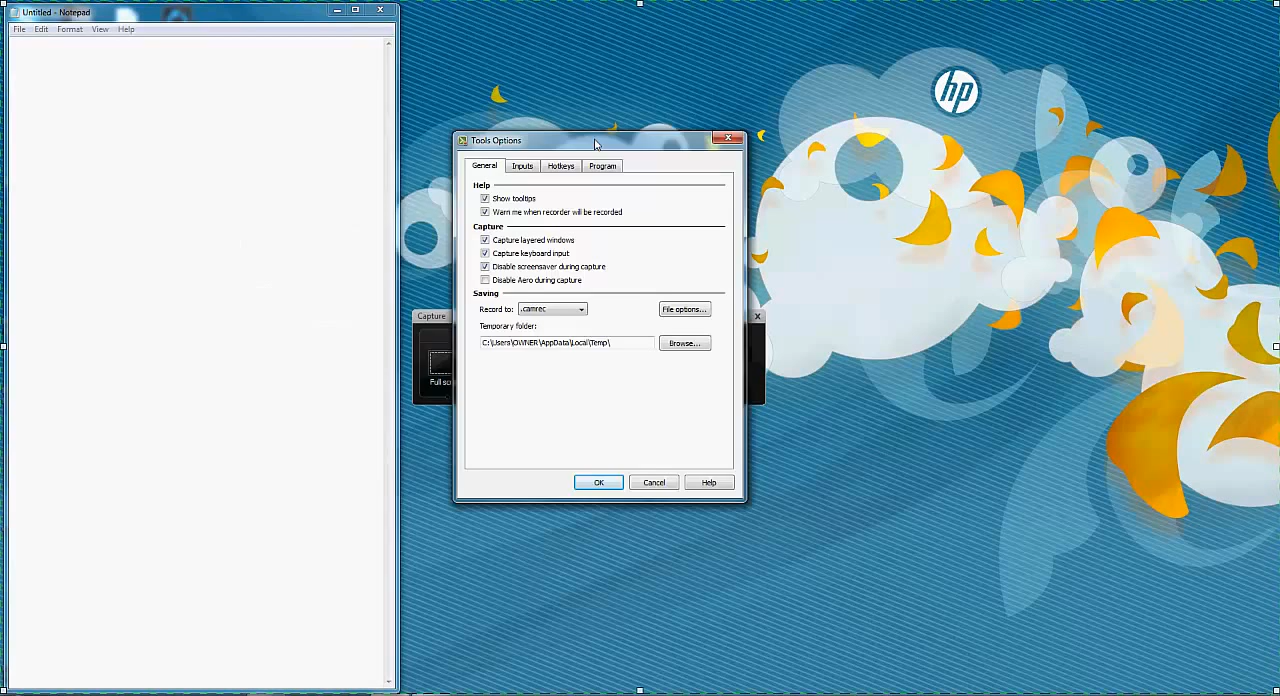 Untitled - Notepad
File Edit Format View Help
hp
Tools Options
General Inputs Hotkeys Program
Help
Show tooltips
Warn me when recorder will be recorded
Capture
Capture layered windows
Capture keyboard input
Disable screensaver during capture
Disable Aero during capture
Saving
Record to: .camrec File options...
Temporary folder:
C:\Users\OWNER\AppData\Local\Temp\ Browse...
OK Cancel Help
Capture
Full